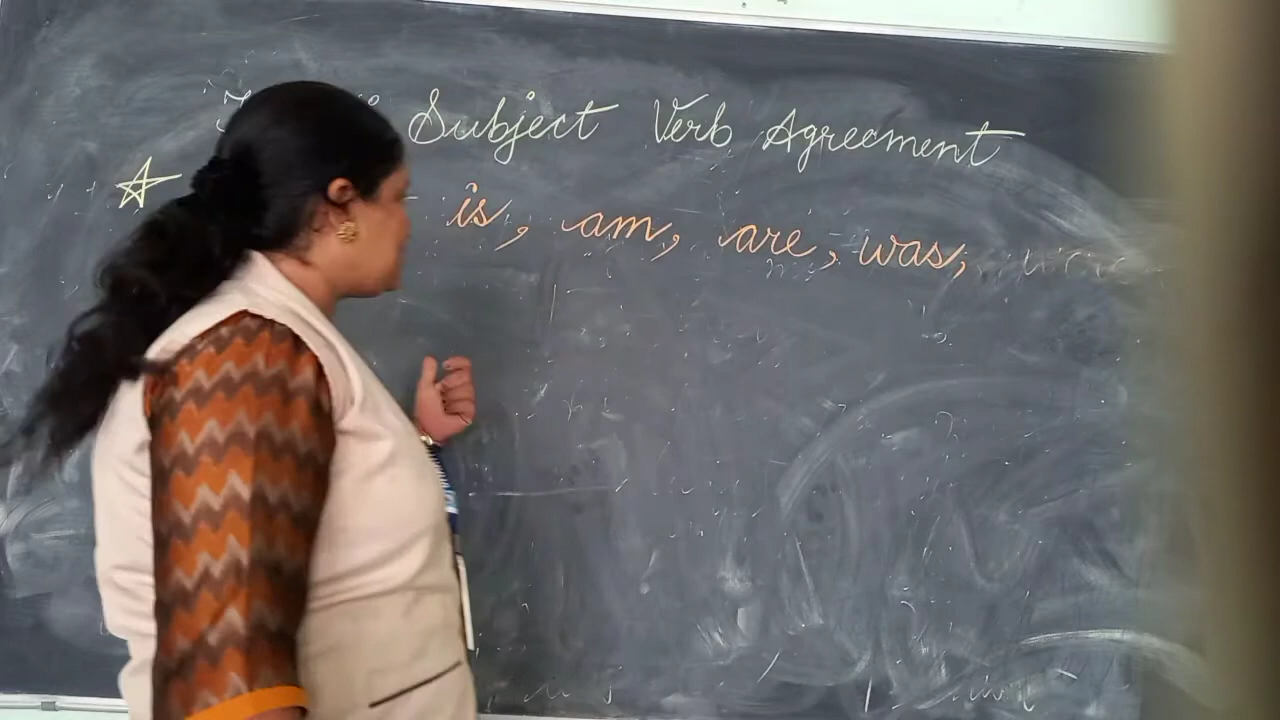 Subject Verb Agreement
is, am, are, was,